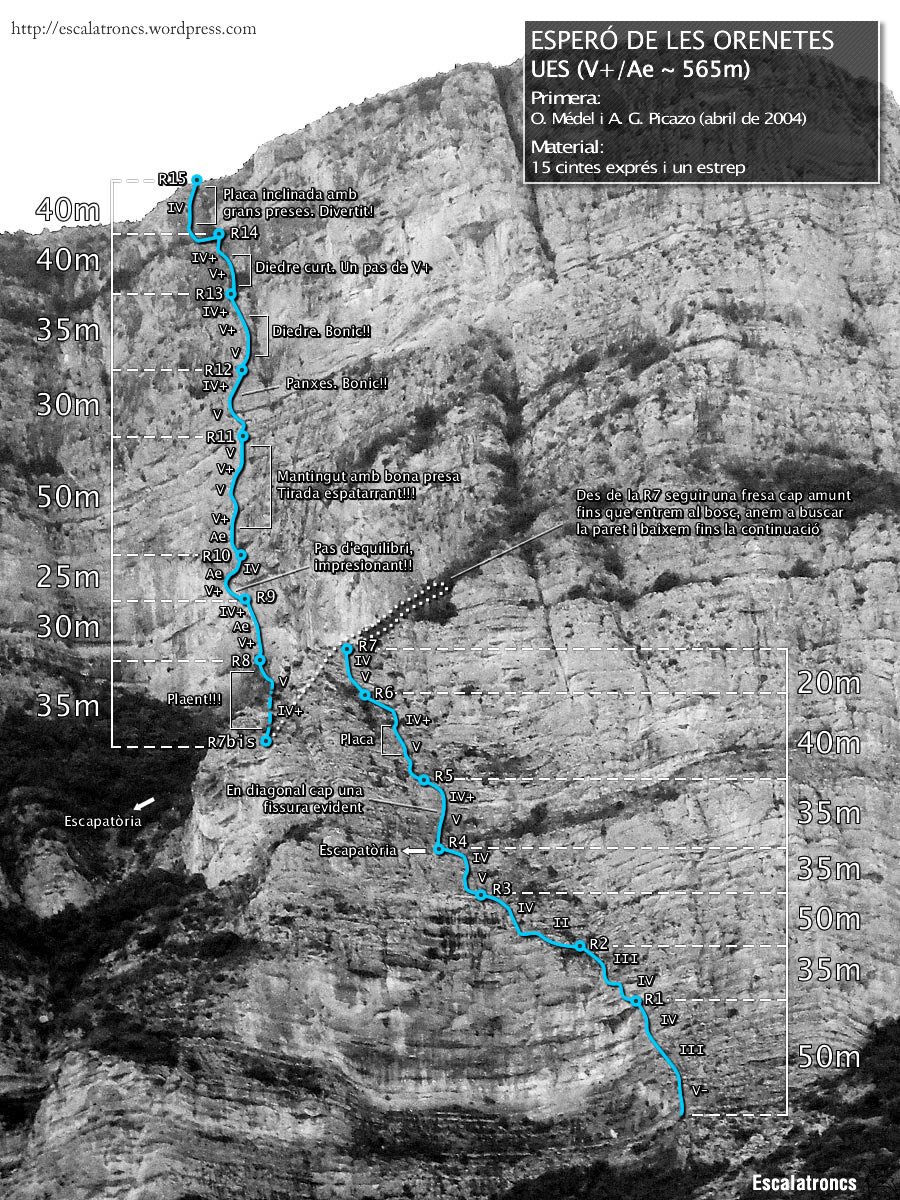 http://escalatroncs.wordpress.com
ESPERÓ DE LES ORENETES
UES (V+/Ae ~ 565m)
Primera:
O. Médel i A. G. Picazo (abril de 2004)
Material:
15 cintes exprés i un estrep
R15
40m
IV
Placa inclinada amb
grans preses. Divertit!
R14
40m
IV+
V+
Diedre curt. Un pas de V+
R13
35m
IV+
V+
V
Diedre. Bonic!!
R12
30m
IV+
V
Panxes. Bonic!!
R11
50m
V
V+
V
V+
Ae
Mantingut amb bona presa
Tirada espatarrant!!!
Des de la R7 seguir una fresa cap amunt
fins que entrem al bosc, anem a buscar
la paret i baixem fins la continuació
R10
25m
Ae
IV
V+
Pas d'equilibri,
impresionant!!
R9
30m
IV+
Ae
V+
R8
35m
V
IV+
Plaent!!!
R7bis
Escapatòria
R7
20m
IV
V
R6
40m
IV+
V
Placa
R5
35m
IV+
V
En diagonal cap una
fissura evident
R4
Escapatòria
35m
IV
V
R3
50m
IV
II
R2
35m
III
IV
R1
50m
IV
III
V-
Escalatroncs